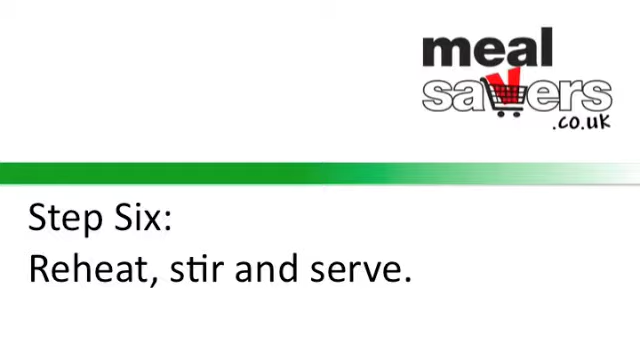 meal
savers
.co.uk
Step Six:
Reheat, stir and serve.